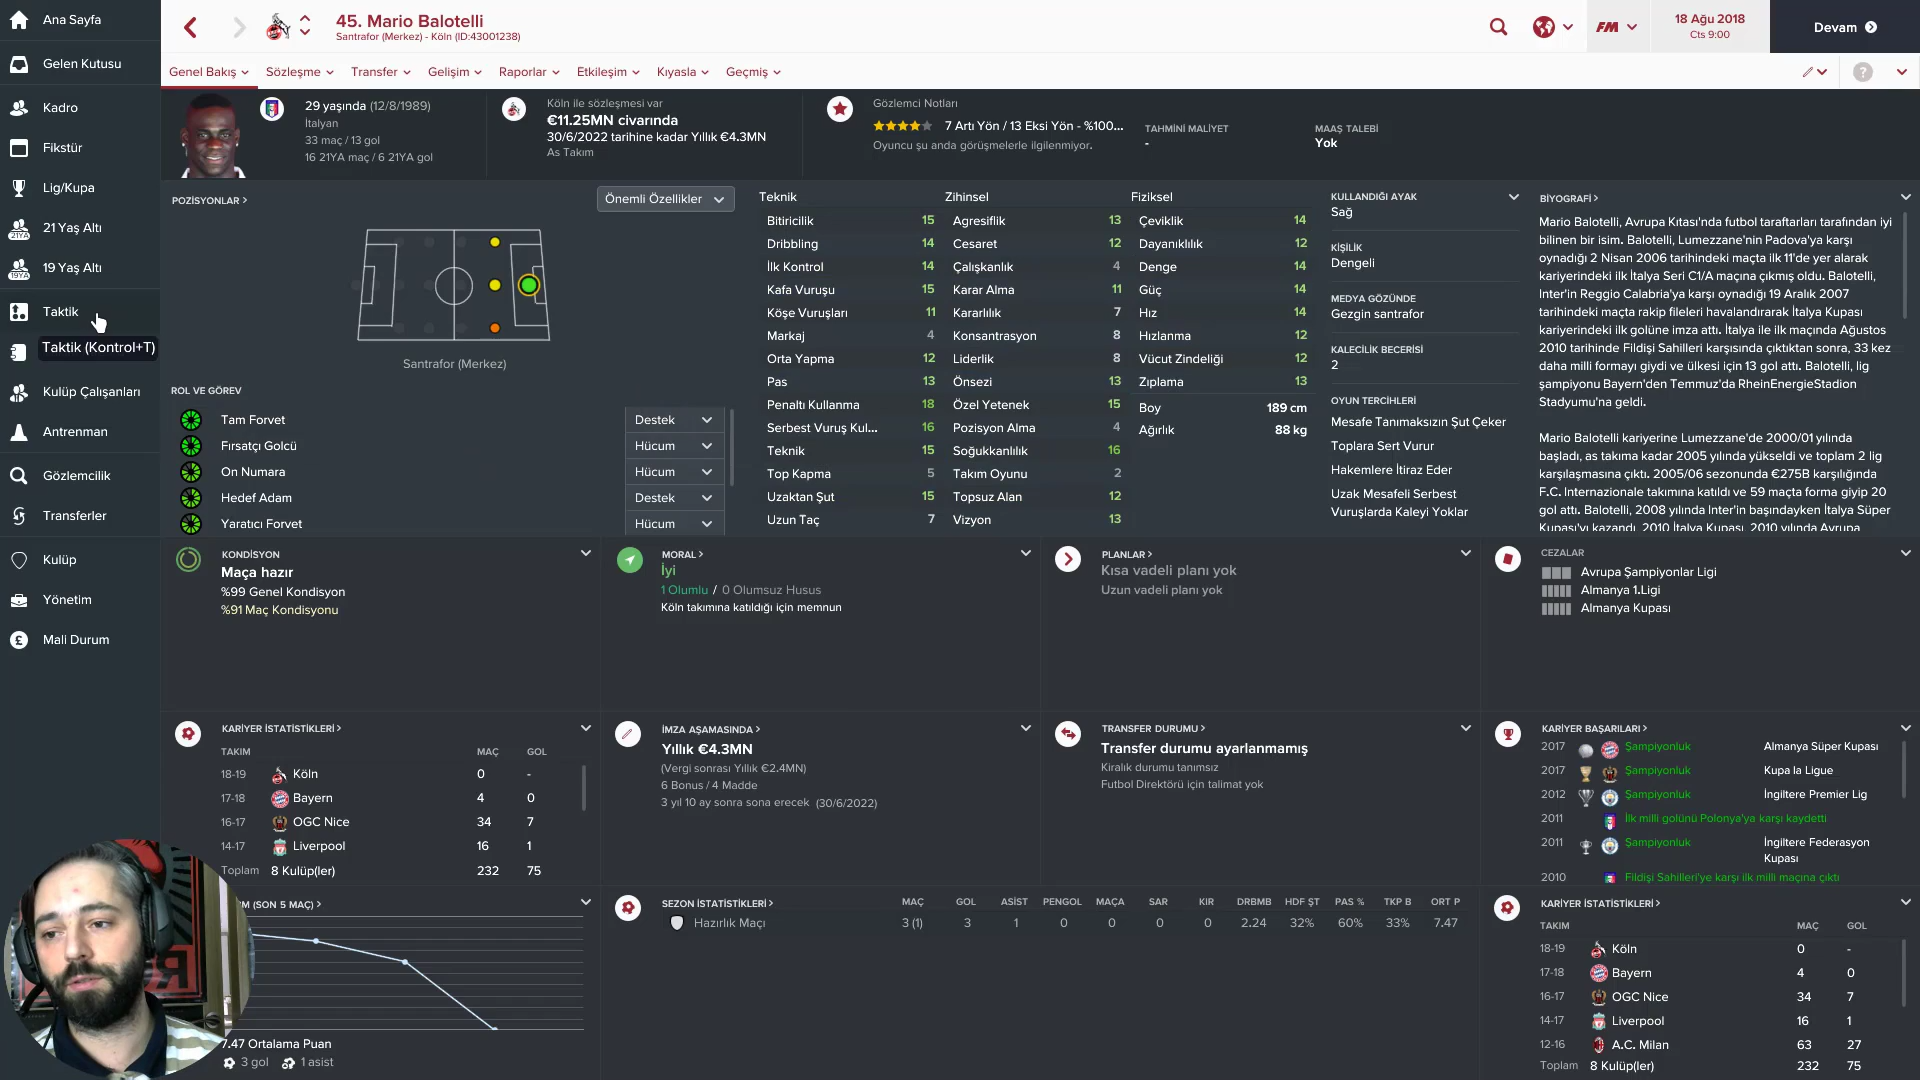 Ana Sayfa
Gelen Kutusu
Kadro
Fikstür
Lig/Kupa
21 Yaş Altı
19 Yaş Altı
Taktik
Taktik (Kontrol+T)
Kulüp Çalışanları
Antrenman
Gözlemcilik
Transferler
Kulüp
Yönetim
Mali Durum
45. Mario Balotelli
Santrafor (Merkez) - Köln (ID:43001238)
FM
18 Ağu 2018
Cts 9:00
Devam
Genel Bakış
Sözleşme
Transfer
Gelişim
Raporlar
Etkileşim
Kıyasla
Geçmiş
29 yaşında (12/8/1989)
İtalyan
33 maç / 13 gol
16 21YA maç / 6 21YA gol
Köln ile sözleşmesi var
€11.25MN civarında
30/6/2022 tarihine kadar Yıllık €4.3MN
As Takım
Gözlemci Notları
7 Artı Yön / 13 Eksi Yön - %100...
Oyuncu şu anda görüşmelerle ilgilenmiyor.
TAHMİNİ MALİYET
-
MAAŞ TALEBİ
Yok
POZİSYONLAR >
Önemli Özellikler
Santrafor (Merkez)
ROL VE GÖREV
Tam Forvet Destek
Fırsatçı Golcü Hücum
On Numara Hücum
Hedef Adam Destek
Yaratıcı Forvet Hücum
Teknik
Bitiricilik 15
Dribbling 14
İlk Kontrol 14
Kafa Vuruşu 15
Köşe Vuruşları 11
Markaj 4
Orta Yapma 12
Pas 13
Penaltı Kullanma 18
Serbest Vuruş Kul... 16
Teknik 15
Top Kapma 5
Uzaktan Şut 15
Uzun Taç 7
Zihinsel
Agresiflik 13
Cesaret 12
Çalışkanlık 4
Karar Alma 11
Kararlılık 7
Konsantrasyon 8
Liderlik 8
Önsezi 13
Özel Yetenek 15
Pozisyon Alma 4
Soğukkanlılık 16
Takım Oyunu 2
Topsuz Alan 12
Vizyon 13
Fiziksel
Çeviklik 14
Dayanıklılık 12
Denge 14
Güç 14
Hız 14
Hızlanma 12
Vücut Zindeliği 12
Zıplama 13
Boy 189 cm
Ağırlık 88 kg
KULLANDIĞI AYAK
Sağ
KİŞİLİK
Dengeli
MEDYA GÖZÜNDE
Gezgin santrafor
KALECİLİK BECERİSİ
2
OYUN TERCİHLERİ
Mesafe Tanımaksızın Şut Çeker
Toplara Sert Vurur
Hakemlere İtiraz Eder
Uzak Mesafeli Serbest
Vuruşlarda Kaleyi Yoklar
BİYOGRAFİ >
Mario Balotelli, Avrupa Kıtası'nda futbol taraftarları tarafından iyi
bilinen bir isim. Balotelli, Lumezzane'nin Padova'ya karşı
oynadığı 2 Nisan 2006 tarihindeki maçta ilk 11'de yer alarak
kariyerindeki ilk İtalya Seri C1/A maçına çıkmış oldu. Balotelli,
Inter'in Reggio Calabria'ya karşı oynadığı 19 Aralık 2007
tarihindeki maçta rakip fileleri havalandırarak İtalya Kupası
kariyerindeki ilk golüne imza attı. İtalya ile ilk maçında Ağustos
2010 tarihinde Fildişi Sahilleri karşısında çıktıktan sonra, 33 kez
daha milli formayı giydi ve ülkesi için 13 gol attı. Balotelli, lig
şampiyonu Bayern'den Temmuz'da RheinEnergieStadion
Stadyumu'na geldi.
Mario Balotelli kariyerine Lumezzane'de 2000/01 yılında
başladı, as takıma kadar 2005 yılında yükseldi ve toplam 2 lig
karşılaşmasına çıktı. 2005/06 sezonunda €275B karşılığında
F.C. Internazionale takımına katıldı ve 59 maçta forma giyip 20
gol attı. Balotelli, 2008 yılında Inter'in başındayken İtalya Süper
Kupası'yı kazandı. 2010 İtalya Kupası, 2010 yılında Avrupa
KONDİSYON
Maça hazır
%99 Genel Kondisyon
%91 Maç Kondisyonu
MORAL >
İyi
1 Olumlu / 0 Olumsuz Husus
Köln takımına katıldığı için memnun
PLANLAR >
Kısa vadeli planı yok
Uzun vadeli planı yok
CEZALAR
Avrupa Şampiyonlar Ligi
Almanya 1.Ligi
Almanya Kupası
KARİYER İSTATİSTİKLERİ >
TAKIM MAÇ GOL
18-19 Köln 0 -
17-18 Bayern 4 0
16-17 OGC Nice 34 7
14-17 Liverpool 16 1
Toplam 8 Kulüp(ler) 232 75
İMZA AŞAMASINDA >
Yıllık €4.3MN
(Vergi sonrası Yıllık €2.4MN)
6 Bonus / 4 Madde
3 yıl 10 ay sonra sona erecek (30/6/2022)
TRANSFER DURUMU >
Transfer durumu ayarlanmamış
Kiralık durumu tanımsız
Futbol Direktörü için talimat yok
KARİYER BAŞARILARI >
2017 Şampiyonluk Almanya Süper Kupası
2017 Şampiyonluk Kupa la Ligue
2012 Şampiyonluk İngiltere Premier Lig
2011 İlk milli golünü Polonya'ya karşı kaydetti
2011 Şampiyonluk İngiltere Federasyon
Kupası
2010 Fildişi Sahilleri'ye karşı ilk milli maçına çıktı
(SON 5 MAÇ) >
7.47 Ortalama Puan
3 gol 1 asist
SEZON İSTATİSTİKLERİ > MAÇ GOL ASİST PENGOL MAÇA SAR KIR DRBMB HDF ŞT PAS % TKP B ORT P
Hazırlık Maçı 3 (1) 3 1 0 0 0 0 2.24 32% 60% 33% 7.47
KARİYER İSTATİSTİKLERİ >
TAKIM MAÇ GOL
18-19 Köln 0 -
17-18 Bayern 4 0
16-17 OGC Nice 34 7
14-17 Liverpool 16 1
12-16 A.C. Milan 63 27
Toplam 8 Kulüp(ler) 232 75